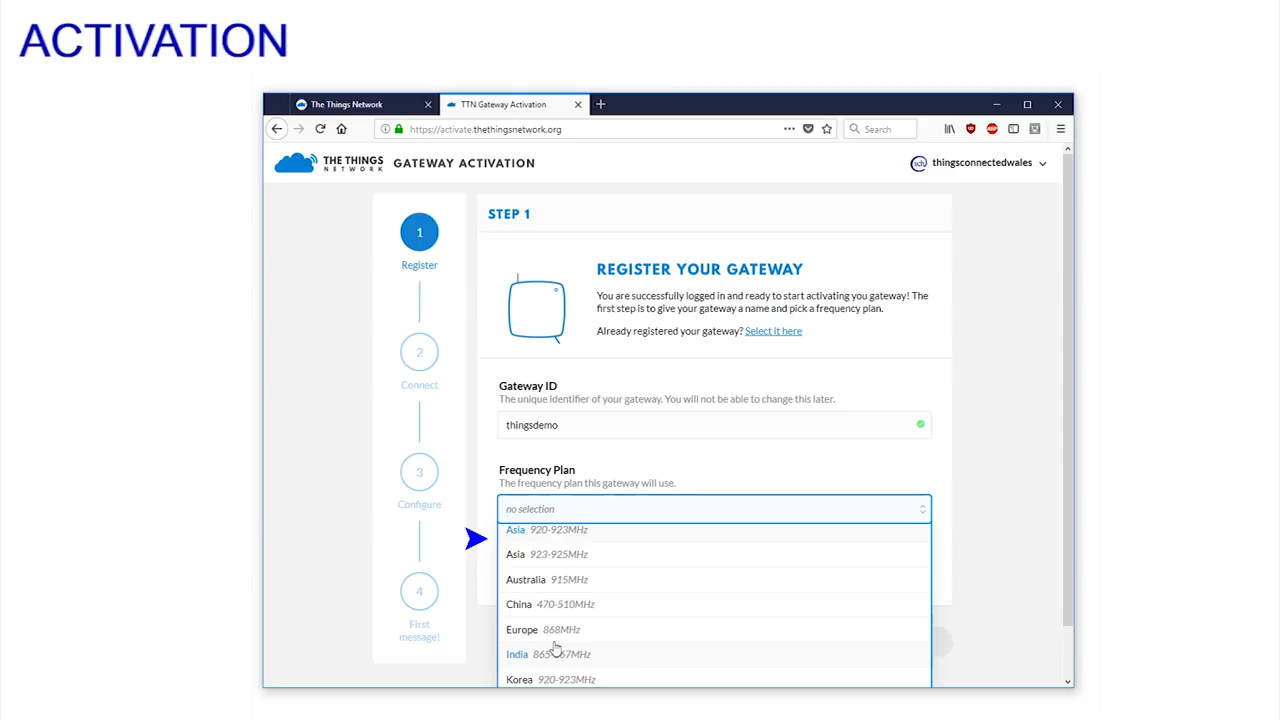 ACTIVATION
The Things Network
TTN Gateway Activation
https://activate.thethingsnetwork.org
Search
THE THINGS
NETWORK
GATEWAY ACTIVATION
thingsconnectedwales
1
Register
2
Connect
3
Configure
4
First
message!
STEP 1
REGISTER YOUR GATEWAY
You are successfully logged in and ready to start activating you gateway! The
first step is to give your gateway a name and pick a frequency plan.
Already registered your gateway? Select it here
Gateway ID
The unique identifier of your gateway. You will not be able to change this later.
thingsdemo
Frequency Plan
The frequency plan this gateway will use.
no selection
Asia 920-923MHz
Asia 923-925MHz
Australia 915MHz
China 470-510MHz
Europe 868MHz
India
Korea 920-923MHz